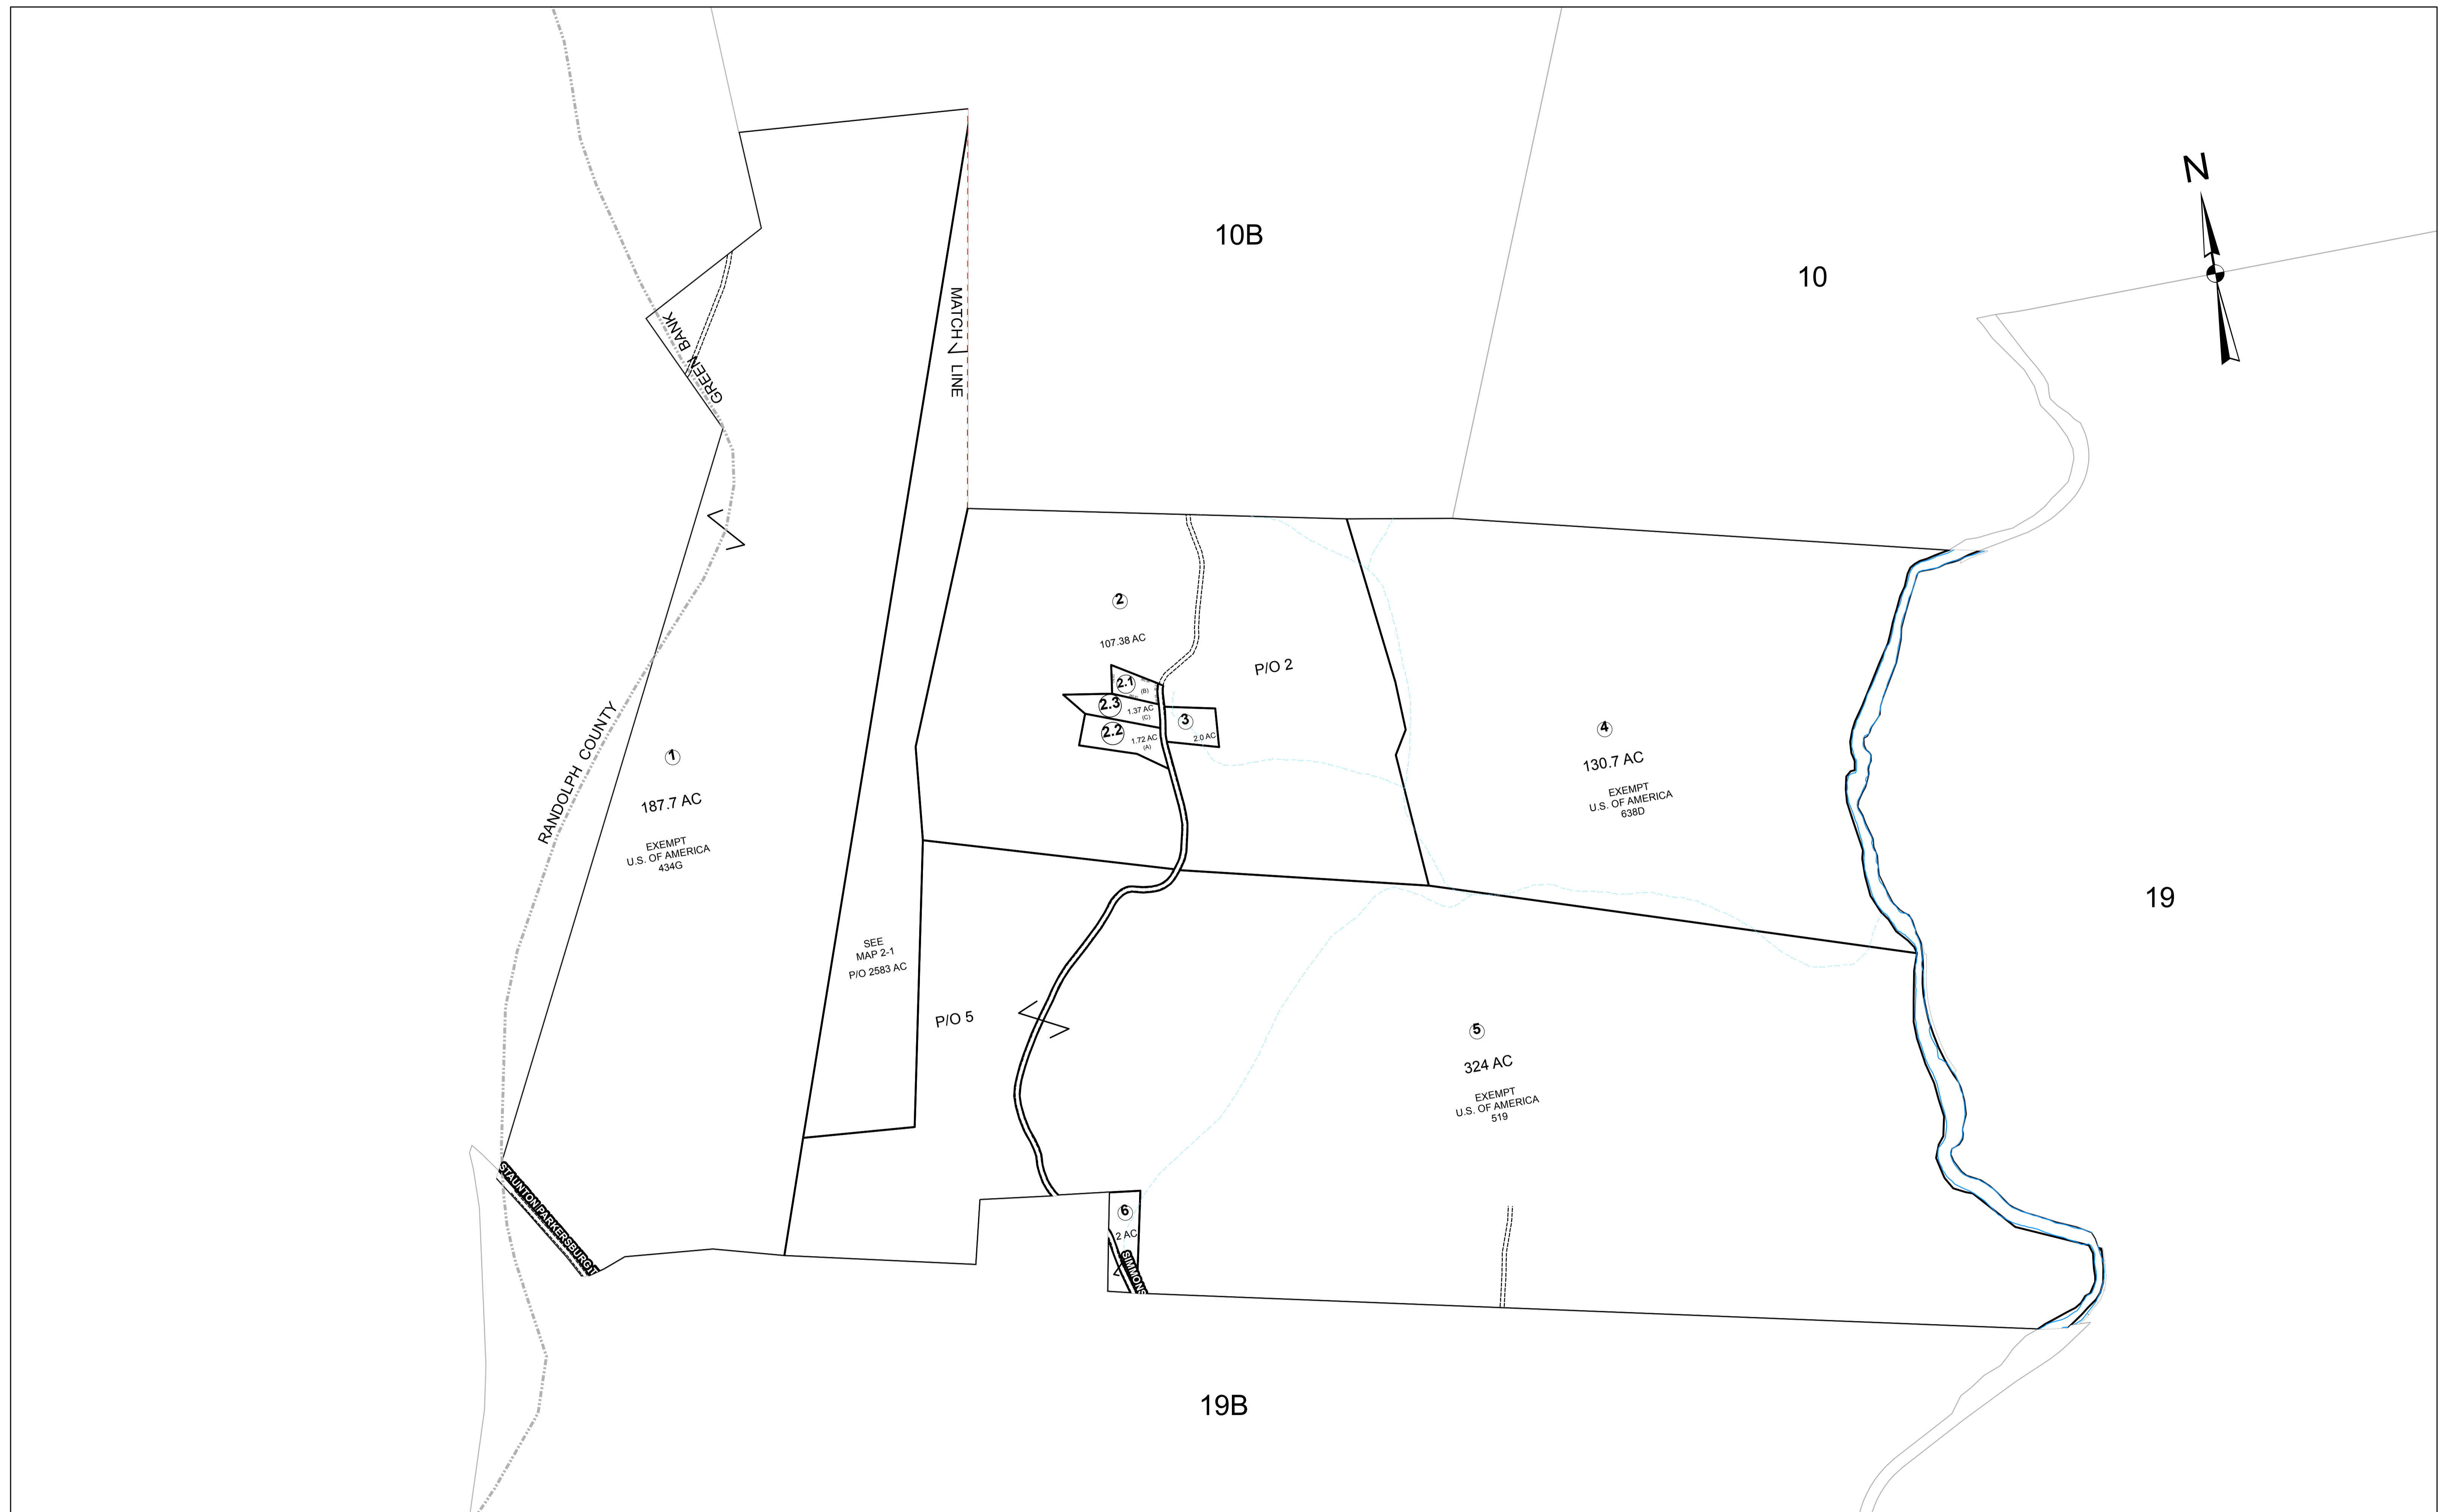 N
10B
10
MATCH LINE
GREEN BANK
2
107.38 AC
P/O 2
2.1
(B)
2.3
1.37 AC
(C)
2.2
1.72 AC
(A)
3
2.0 AC
4
130.7 AC
EXEMPT
U.S. OF AMERICA
638D
RANDOLPH COUNTY
1
187.7 AC
EXEMPT
U.S. OF AMERICA
434G
19
SEE
MAP 2-1
P/O 2583 AC
P/O 5
5
324 AC
EXEMPT
U.S. OF AMERICA
519
STAUNTON PARKERSBURG T
6
2 AC
SIMMONS
19B